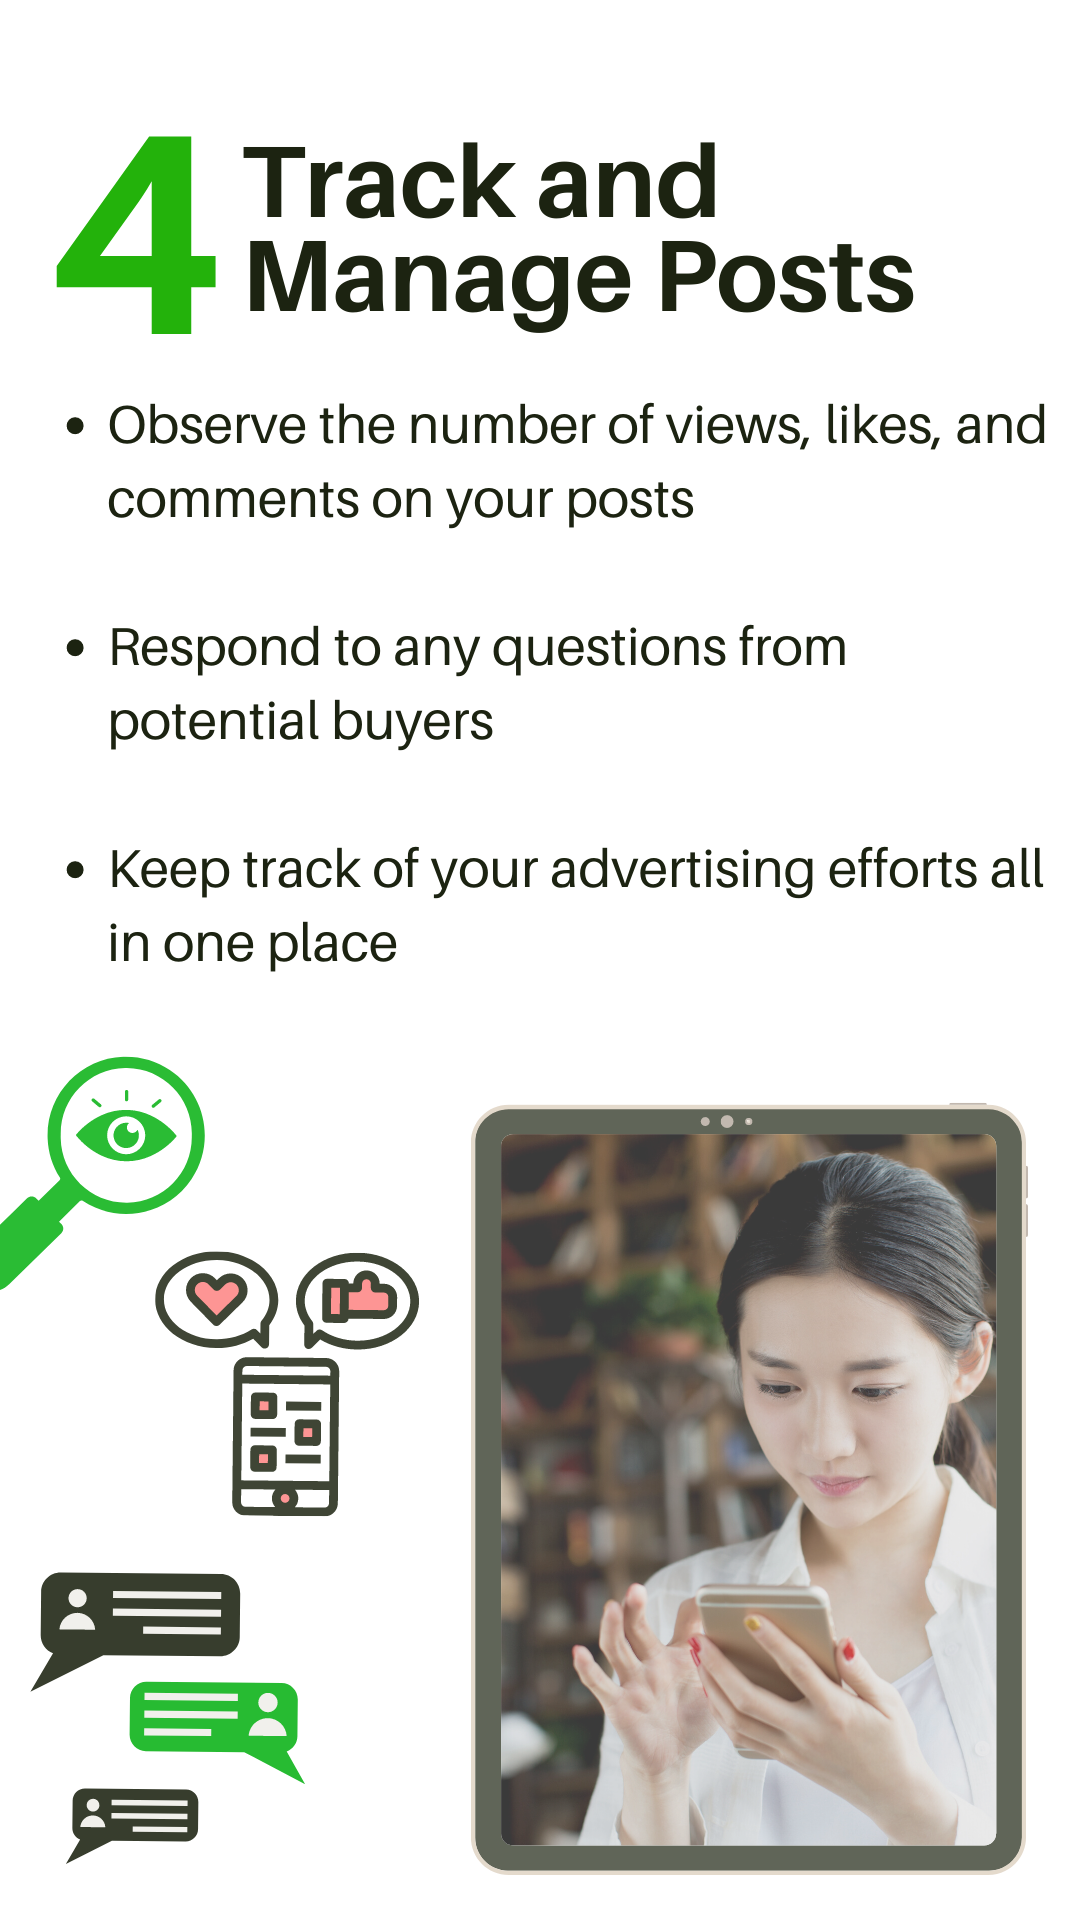 4
Track and
Manage Posts
• Observe the number of views, likes, and
comments on your posts
• Respond to any questions from
potential buyers
• Keep track of your advertising efforts all
in one place